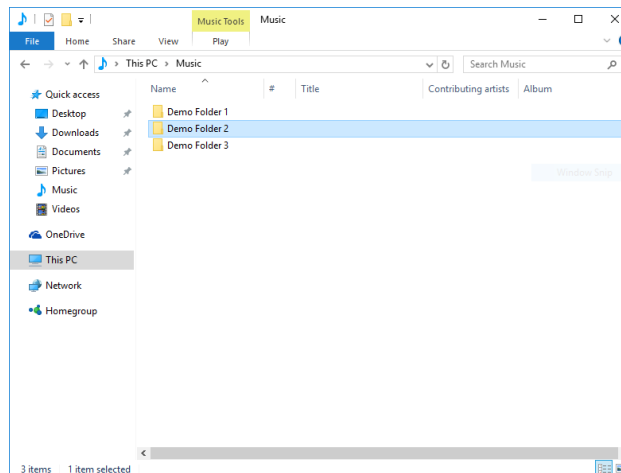 Music Tools Music
File Home Share View Play
This PC > Music Search Music
Name # Title Contributing artists Album
Quick access
Desktop
Downloads
Documents
Pictures
Music
Videos
OneDrive
This PC
Network
Homegroup
Demo Folder 1
Demo Folder 2
Demo Folder 3
Window Snip
3 items 1 item selected